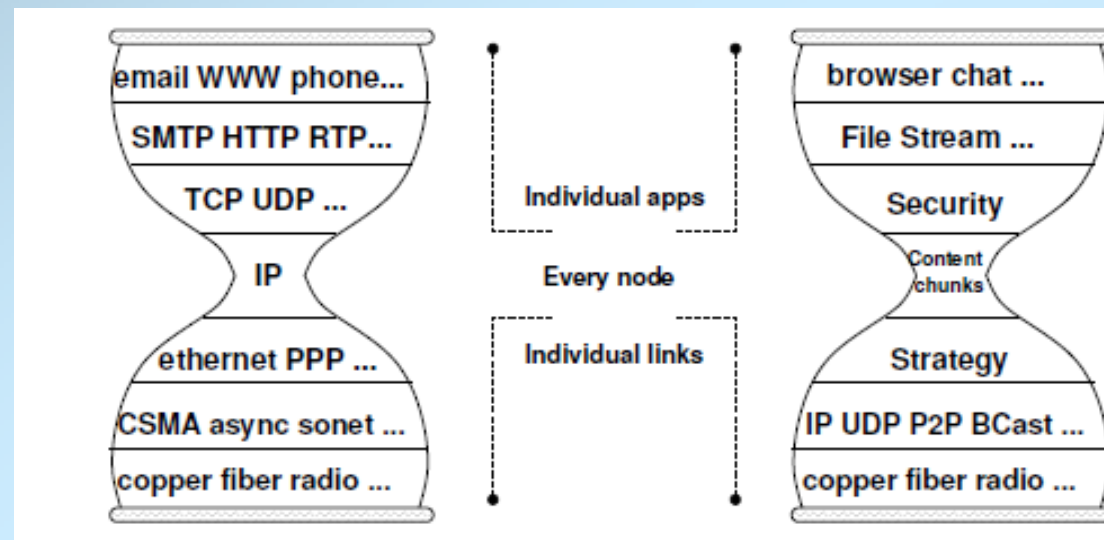 email WWW phone...
SMTP HTTP RTP...
TCP UDP ...
IP
ethernet PPP ...
CSMA async sonet ...
copper fiber radio ...
Individual apps
Every node
Individual links
browser chat ...
File Stream ...
Security
Content
chunks
Strategy
IP UDP P2P BCast ...
copper fiber radio ...